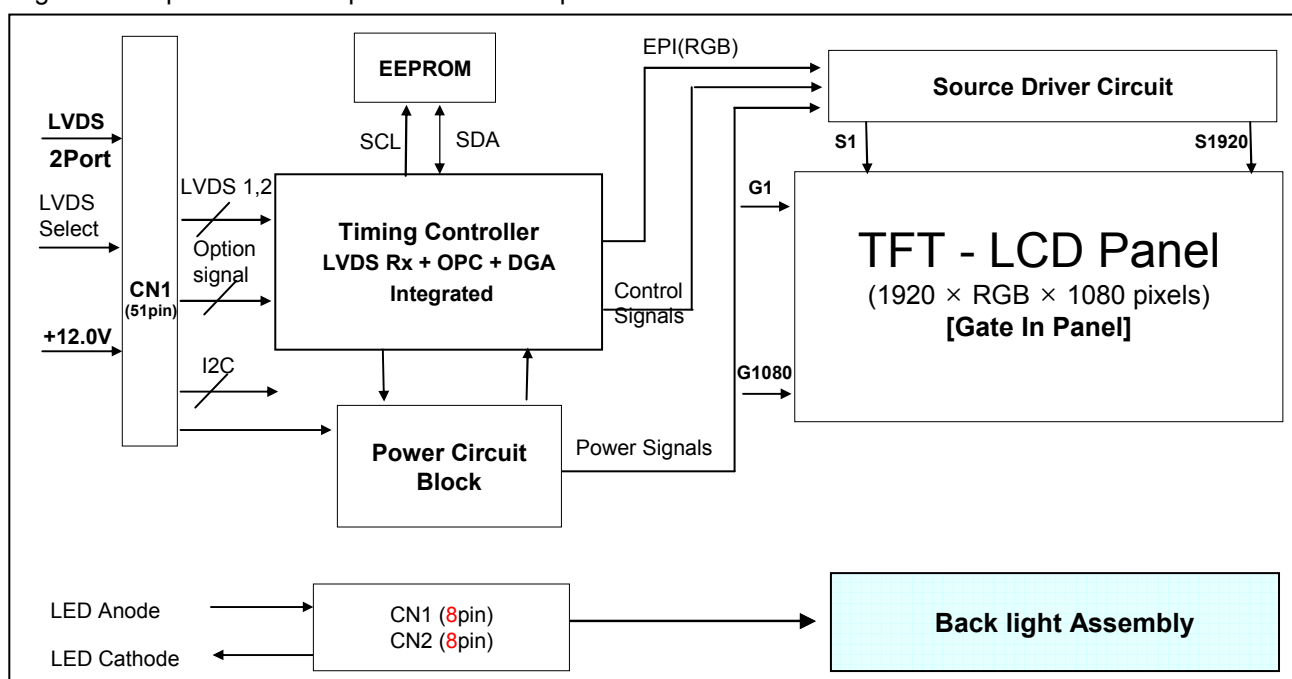 EEPROM
EPI(RGB)
Source Driver Circuit
LVDS
2Port
SCL
SDA
S1
S1920
LVDS
Select
LVDS 1,2
G1
Timing Controller
LVDS Rx + OPC + DGA
Integrated
TFT - LCD Panel
(1920 × RGB × 1080 pixels)
[Gate In Panel]
Option
signal
CN1
(51pin)
Control
Signals
+12.0V
I2C
G1080
Power Circuit
Block
Power Signals
LED Anode
LED Cathode
CN1 (8pin)
CN2 (8pin)
Back light Assembly